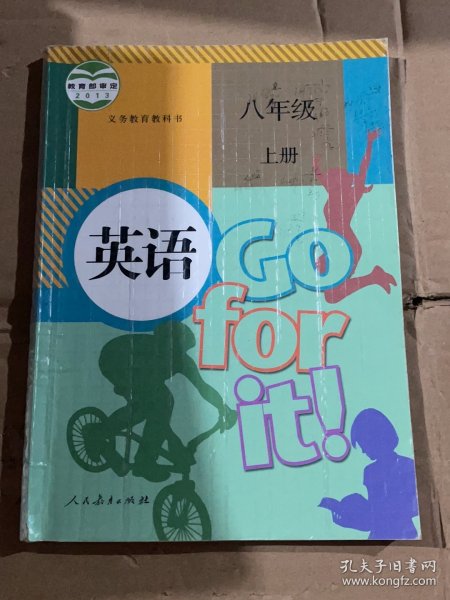 教育部审定
2013
义务教育教科书
八年级
上册
英语
Go
for
it!
人民教育出版社
孔夫子旧书网
www.kongfz.com